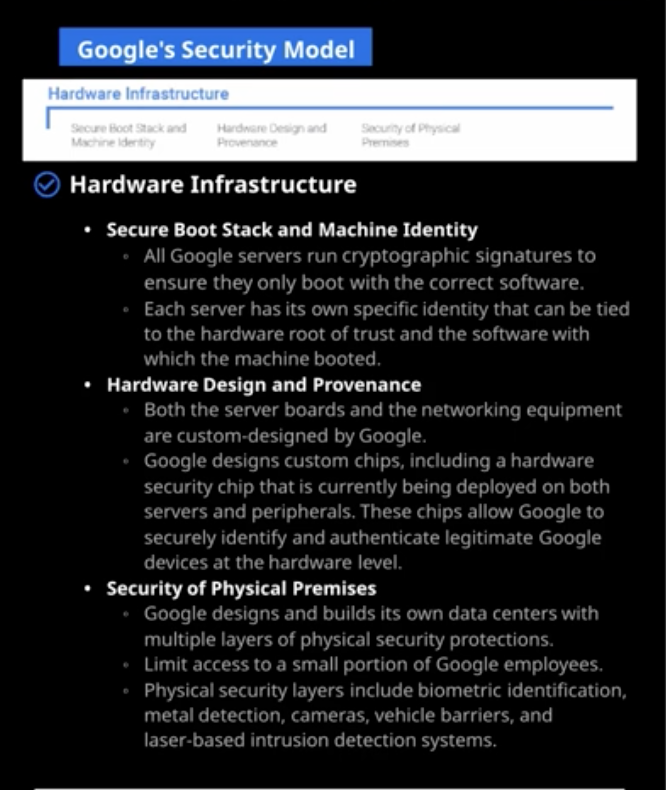 Google's Security Model
Hardware Infrastructure
Secure Boot Stack and Machine Identity
Hardware Design and Provenance
Security of Physical Premises
Hardware Infrastructure
• Secure Boot Stack and Machine Identity
◦ All Google servers run cryptographic signatures to
ensure they only boot with the correct software.
◦ Each server has its own specific identity that can be tied
to the hardware root of trust and the software with
which the machine booted.
• Hardware Design and Provenance
◦ Both the server boards and the networking equipment
are custom-designed by Google.
◦ Google designs custom chips, including a hardware
security chip that is currently being deployed on both
servers and peripherals. These chips allow Google to
securely identify and authenticate legitimate Google
devices at the hardware level.
• Security of Physical Premises
◦ Google designs and builds its own data centers with
multiple layers of physical security protections.
◦ Limit access to a small portion of Google employees.
◦ Physical security layers include biometric identification,
metal detection, cameras, vehicle barriers, and
laser-based intrusion detection systems.